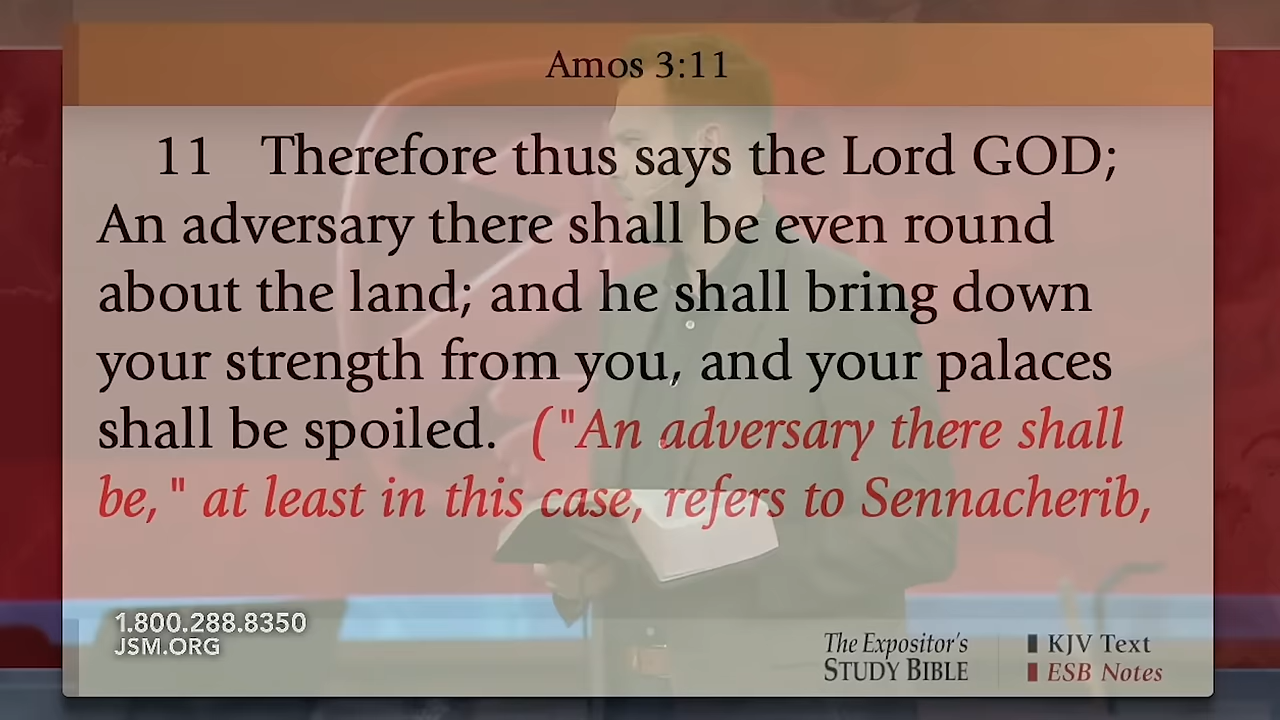 Amos 3:11
11 Therefore thus says the Lord GOD;
An adversary there shall be even round
about the land; and he shall bring down
your strength from you, and your palaces
shall be spoiled. ("An adversary there shall
be," at least in this case, refers to Sennacherib,
1.800.288.8350
JSM.ORG
The Expositor's
STUDY BIBLE
KJV Text
ESB Notes